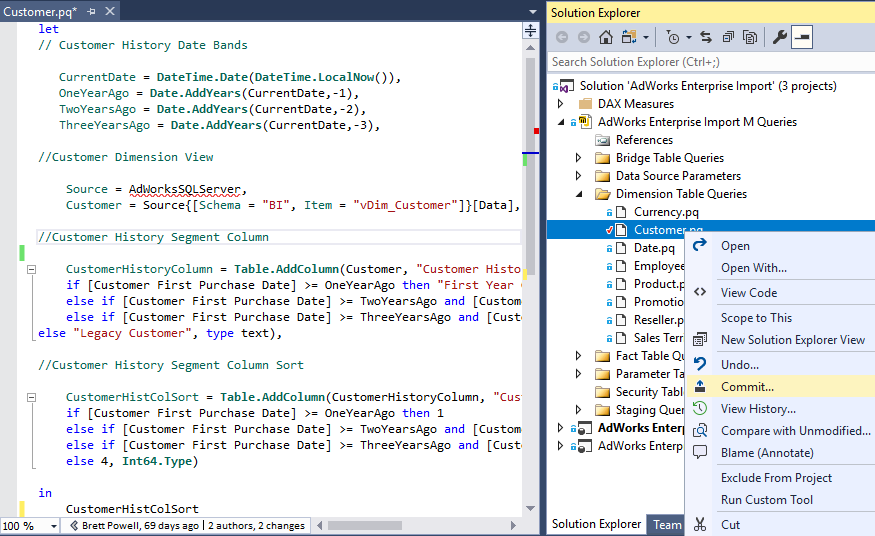 Customer.pq*
let
// Customer History Date Bands
CurrentDate = DateTime.Date(DateTime.LocalNow()),
OneYearAgo = Date.AddYears(CurrentDate,-1),
TwoYearsAgo = Date.AddYears(CurrentDate,-2),
ThreeYearsAgo = Date.AddYears(CurrentDate,-3),
//Customer Dimension View
Source = AdWorksSQLServer,
Customer = Source{[Schema = "BI", Item = "vDim_Customer"]}[Data],
//Customer History Segment Column
CustomerHistoryColumn = Table.AddColumn(Customer, "Customer Histo
if [Customer First Purchase Date] >= OneYearAgo then "First Year
else if [Customer First Purchase Date] >= TwoYearsAgo and [Custo
else if [Customer First Purchase Date] >= ThreeYearsAgo and [Cus
else "Legacy Customer", type text),
//Customer History Segment Column Sort
CustomerHistColSort = Table.AddColumn(CustomerHistoryColumn, "Cus
if [Customer First Purchase Date] >= OneYearAgo then 1
else if [Customer First Purchase Date] >= TwoYearsAgo and [Custo
else if [Customer First Purchase Date] >= ThreeYearsAgo and [Cus
else 4, Int64.Type)
in
CustomerHistColSort
100 %
Brett Powell, 69 days ago | 2 authors, 2 changes
Solution Explorer
Search Solution Explorer (Ctrl+;)
Solution 'AdWorks Enterprise Import' (3 projects)
DAX Measures
AdWorks Enterprise Import M Queries
References
Bridge Table Queries
Data Source Parameters
Dimension Table Queries
Currency.pq
Customer.pq
Date.pq
Employee
Product.p
Promotio
Reseller.p
Sales Terr
Fact Table Qu
Parameter Ta
Security Tabl
Staging Quer
AdWorks Enterp
AdWorks Enterp
Open
Open With...
View Code
Scope to This
New Solution Explorer View
Undo...
Commit...
View History...
Compare with Unmodified...
Blame (Annotate)
Exclude From Project
Run Custom Tool
Cut
Solution Explorer
Team